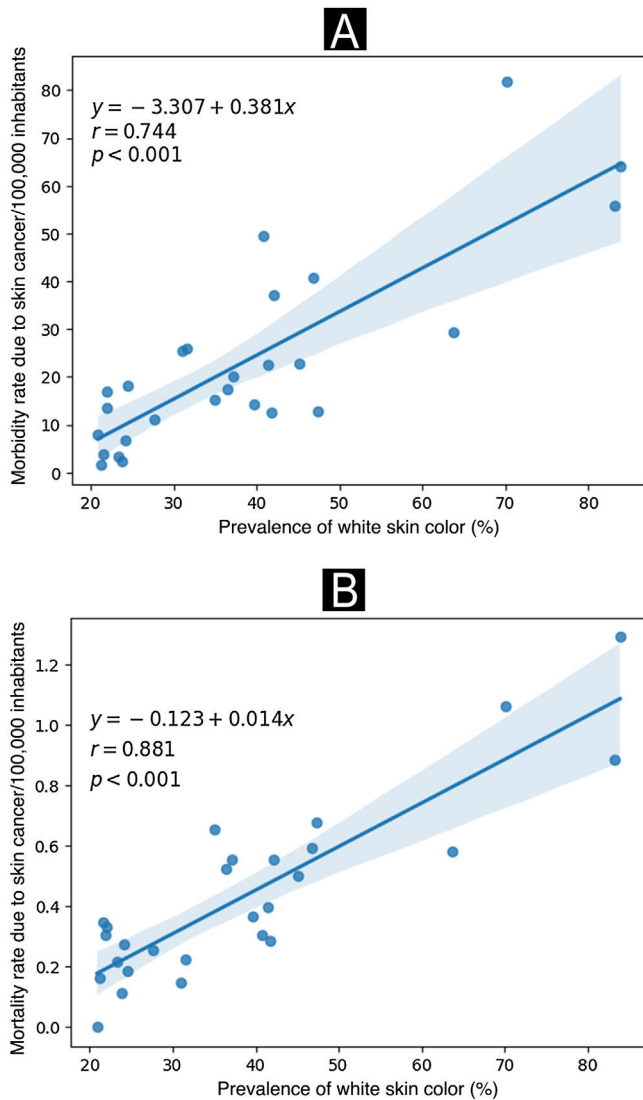 A
y = − 3.307 + 0.381x
r = 0.744
p < 0.001
Morbidity rate due to skin cancer/100,000 inhabitants
80
70
60
50
40
30
20
10
0
20 30 40 50 60 70 80
Prevalence of white skin color (%)
B
y = − 0.123 + 0.014x
r = 0.881
p < 0.001
Mortality rate due to skin cancer/100,000 inhabitants
1.2
1.0
0.8
0.6
0.4
0.2
0.0
20 30 40 50 60 70 80
Prevalence of white skin color (%)